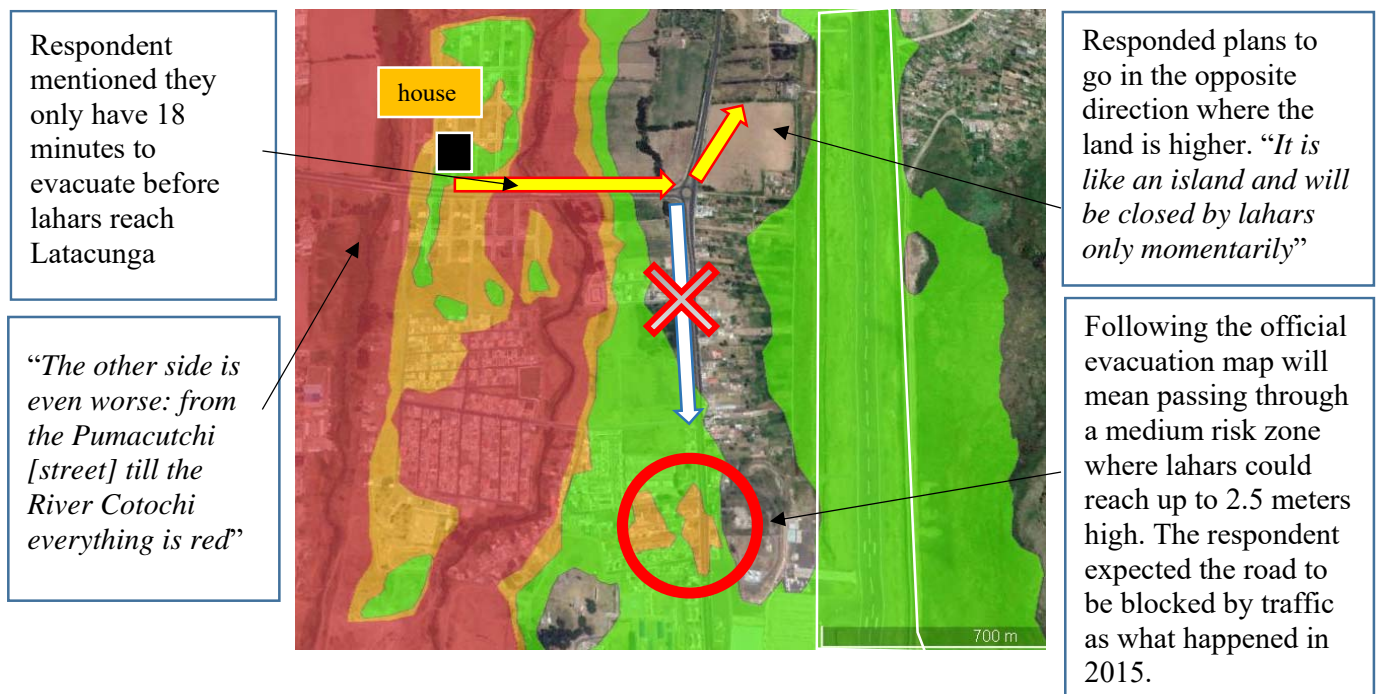 Respondent
mentioned they
only have 18
minutes to
evacuate before
lahars reach
Latacunga
“The other side is
even worse: from
the Pumacutchi
[street] till the
River Cotochi
everything is red”
house
700 m
Responded plans to
go in the opposite
direction where the
land is higher. “It is
like an island and will
be closed by lahars
only momentarily”
Following the official
evacuation map will
mean passing through
a medium risk zone
where lahars could
reach up to 2.5 meters
high. The respondent
expected the road to
be blocked by traffic
as what happened in
2015.